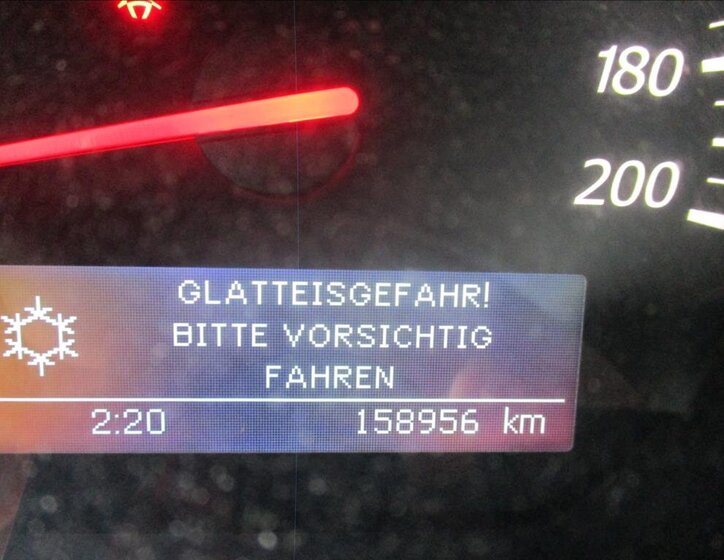 180
200
GLATTEISGEFAHR!
BITTE VORSICHTIG
FAHREN
2:20 158956 km